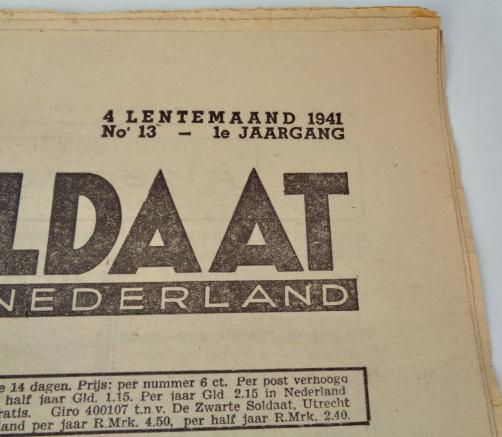 4 LENTEMAAND 1941
No' 13 — 1e JAARGANG
LDAAT
NEDERLAND
e 14 dagen. Prijs: per nummer 6 ct. Per post verhoogd
half jaar Gld. 1.15. Per jaar Gld 2.15 in Nederland
ratis. Giro 400107 t.n v. De Zwarte Soldaat, Utrecht
land per jaar R.Mrk. 4.50, per half jaar R.Mrk. 2.40.